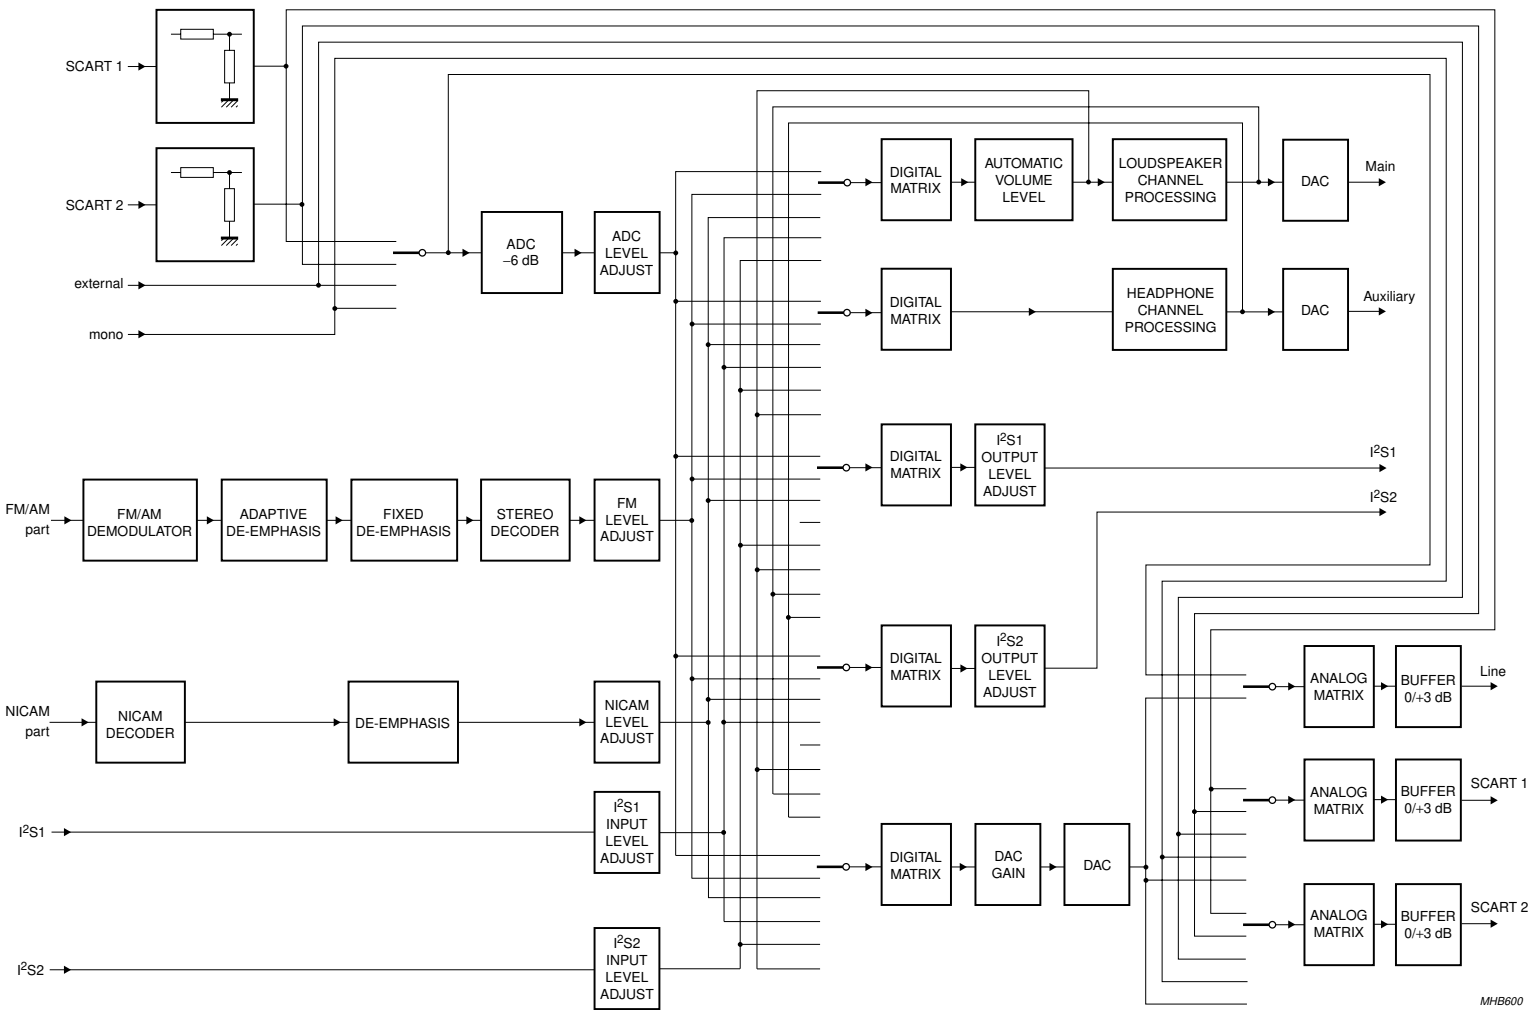 SCART 1
SCART 2
external
mono
ADC
–6 dB
ADC
LEVEL
ADJUST
DIGITAL
MATRIX
AUTOMATIC
VOLUME
LEVEL
LOUDSPEAKER
CHANNEL
PROCESSING
DAC
Main
DIGITAL
MATRIX
HEADPHONE
CHANNEL
PROCESSING
DAC
Auxiliary
DIGITAL
MATRIX
I²S1
OUTPUT
LEVEL
ADJUST
I²S1
I²S2
FM/AM
part
FM/AM
DEMODULATOR
ADAPTIVE
DE-EMPHASIS
FIXED
DE-EMPHASIS
STEREO
DECODER
FM
LEVEL
ADJUST
DIGITAL
MATRIX
I²S2
OUTPUT
LEVEL
ADJUST
NICAM
part
NICAM
DECODER
DE-EMPHASIS
NICAM
LEVEL
ADJUST
ANALOG
MATRIX
BUFFER
0/+3 dB
Line
I²S1
I²S1
INPUT
LEVEL
ADJUST
ANALOG
MATRIX
BUFFER
0/+3 dB
SCART 1
DIGITAL
MATRIX
DAC
GAIN
DAC
I²S2
I²S2
INPUT
LEVEL
ADJUST
ANALOG
MATRIX
BUFFER
0/+3 dB
SCART 2
MHB600